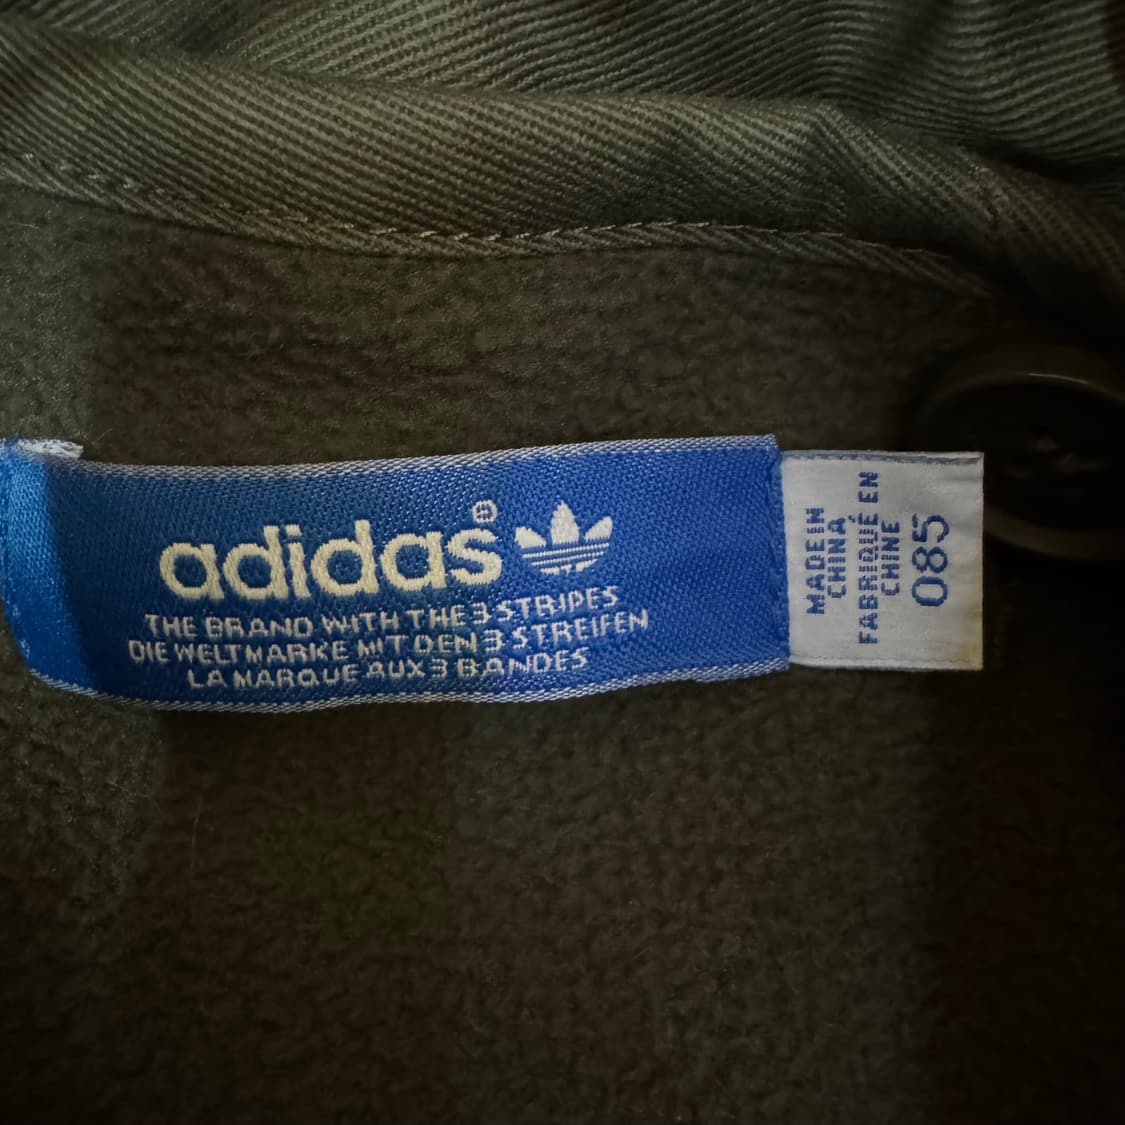 adidas®
THE BRAND WITH THE 3 STRIPES
DIE WELTMARKE MIT DEN 3 STREIFEN
LA MARQUE AUX 3 BANDES
MADE IN
CHINA
FABRIQUÉ EN
CHINE
085